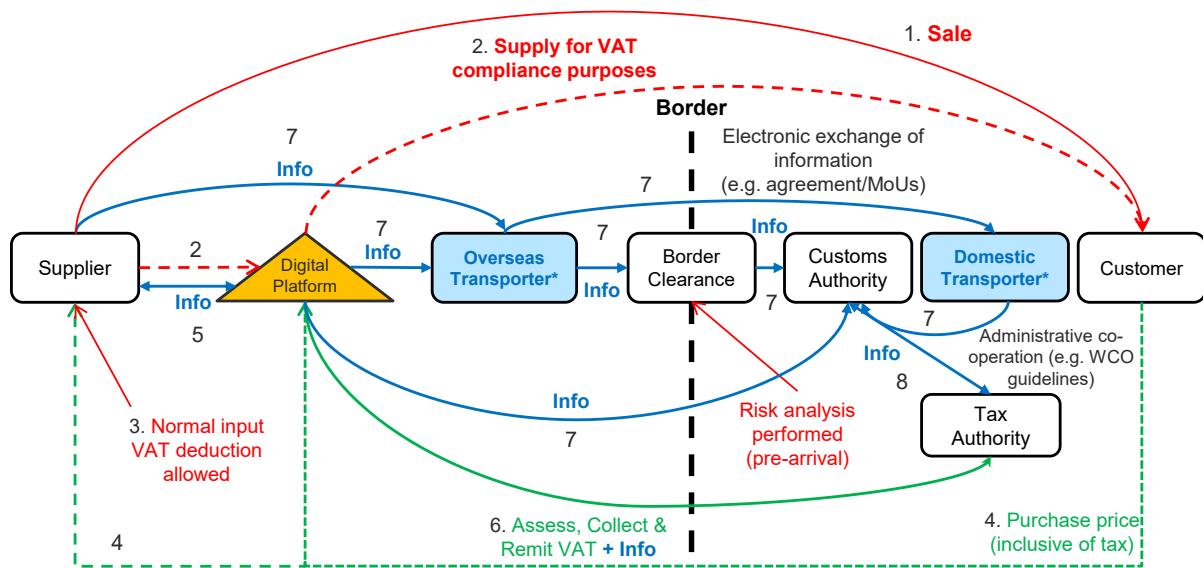 1. Sale
2. Supply for VAT
compliance purposes
Border
7
Info
Electronic exchange of
information
(e.g. agreement/MoUs)
7
Supplier
2
Info
5
Digital
Platform
7
Info
Overseas
Transporter*
7
Info
Border
Clearance
Info
7
Customs
Authority
Domestic
Transporter*
7
Customer
Administrative co-
operation (e.g. WCO
guidelines)
Info
8
Tax
Authority
Info
7
Risk analysis
performed
(pre-arrival)
3. Normal input
VAT deduction
allowed
4
6. Assess, Collect &
Remit VAT + Info
4. Purchase price
(inclusive of tax)